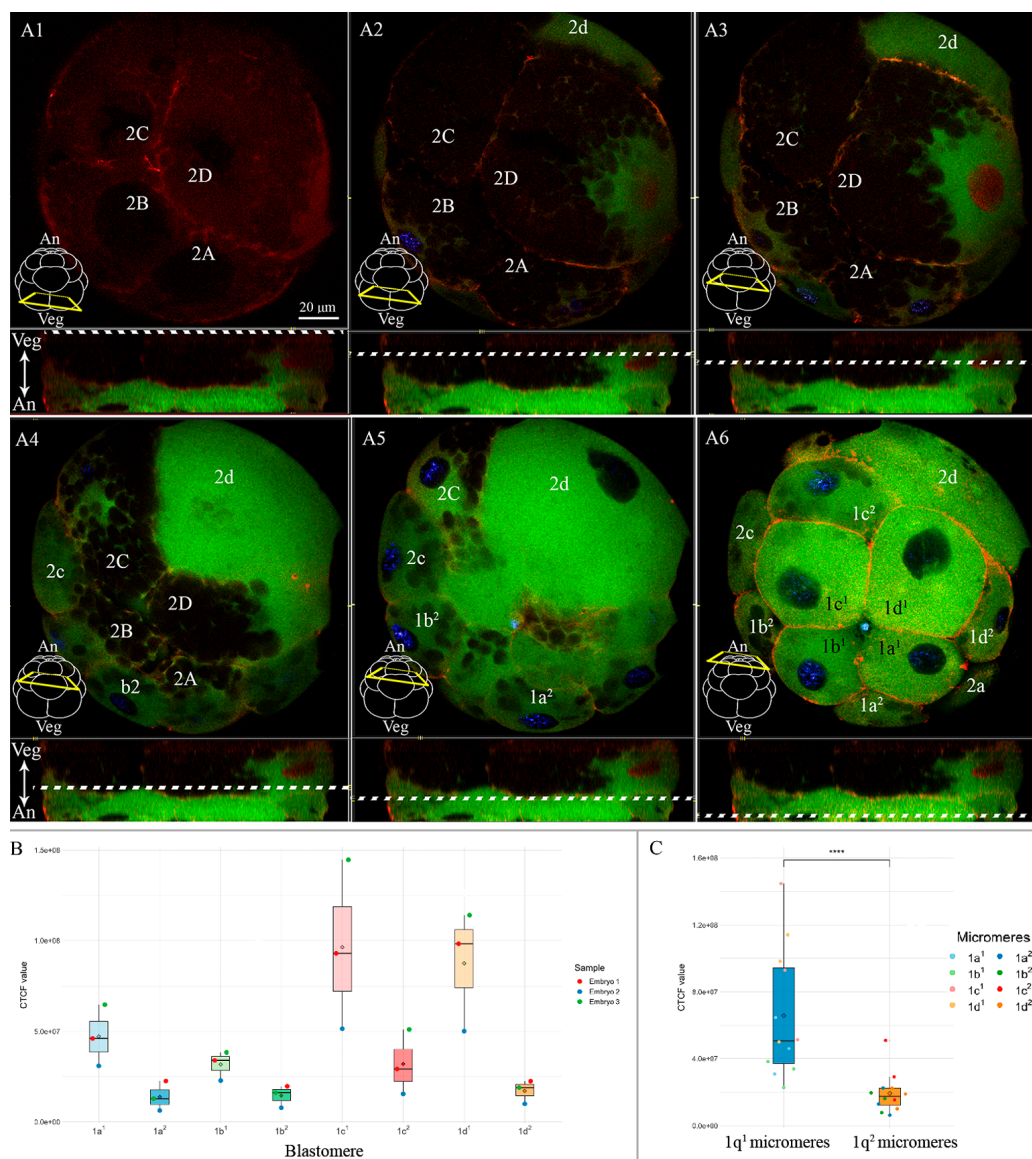 A1
2C
2D
2B
2A
An
Veg
20 µm
A2
2d
2C
2D
2B
2A
An
Veg
A3
2d
2C
2D
2B
2A
An
Veg
Veg
An
A4
2d
2c
2C
2D
2B
2A
b2
An
Veg
A5
2C
2d
2c
1b²
1a²
An
Veg
A6
2d
1c²
2c
1c¹
1d¹
1b²
1b¹
1a¹
1d²
2a
1a²
An
Veg
Veg
An
B
CTCF value
1.5e+08
1.0e+08
5.0e+07
0.0e+00
1a¹ 1a² 1b¹ 1b² 1c¹ 1c² 1d¹ 1d²
Blastomere
Sample
Embryo 1
Embryo 2
Embryo 3
C
CTCF value
1.6e+08
1.2e+08
8.0e+07
4.0e+07
0.0e+00
****
1q¹ micromeres 1q² micromeres
Micromeres
1a¹ 1a²
1b¹ 1b²
1c¹ 1c²
1d¹ 1d²